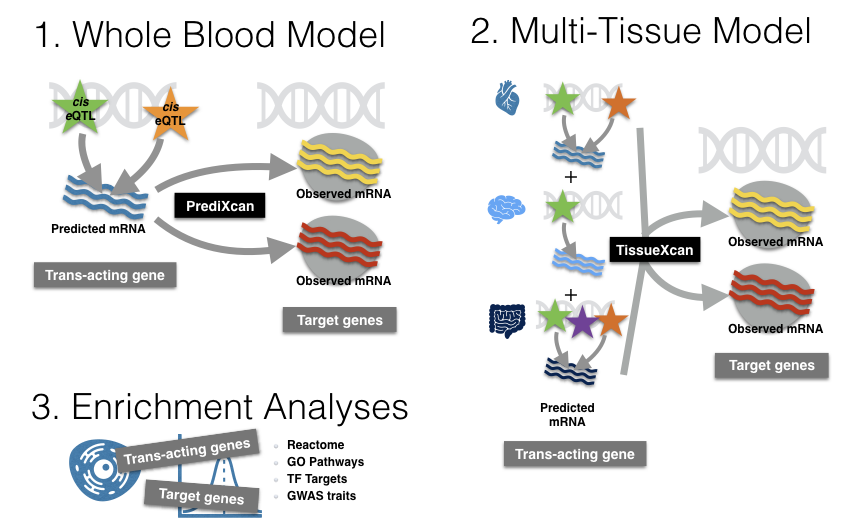 1. Whole Blood Model
cis
eQTL
cis
eQTL
Predicted mRNA
PrediXcan
Observed mRNA
Observed mRNA
Trans-acting gene
Target genes
2. Multi-Tissue Model
+
+
TissueXcan
Observed mRNA
Observed mRNA
Target genes
Predicted
mRNA
Trans-acting gene
3. Enrichment Analyses
Trans-acting genes
Target genes
Reactome
GO Pathways
TF Targets
GWAS traits